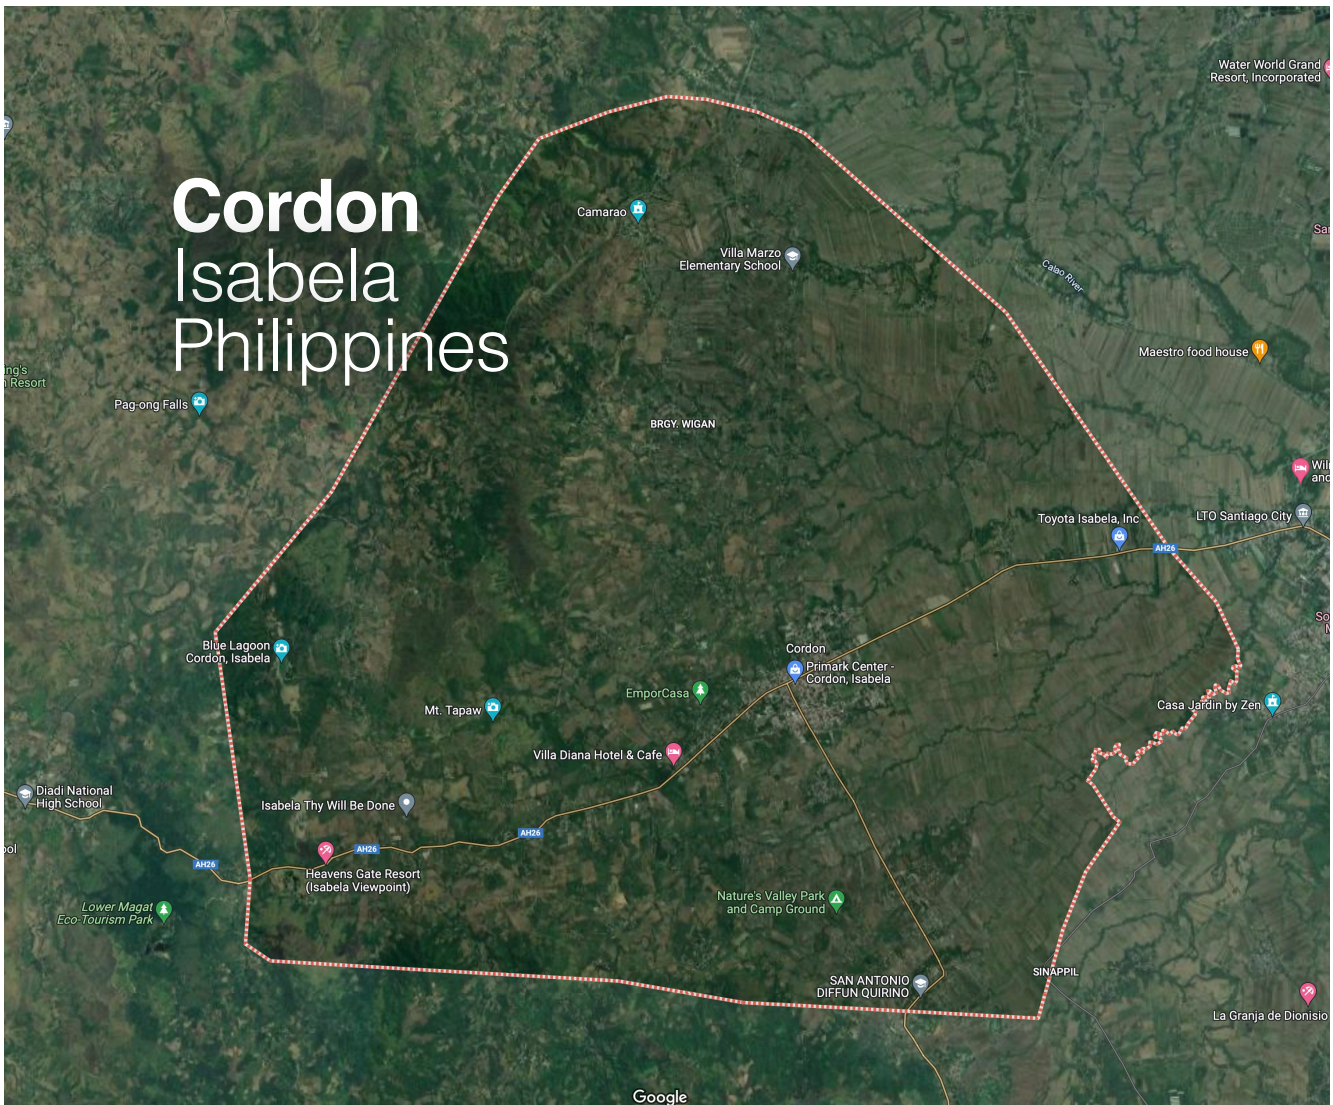 Water World Grand
Resort, Incorporated
Cordon
Isabela
Philippines
Camarao
Villa Marzo
Elementary School
Calao River
Maestro food house
ing's
Resort
Pag-ong Falls
BRGY. WIGAN
Toyota Isabela, Inc
LTO Santiago City
AH26
Blue Lagoon
Cordon, Isabela
Cordon
Primark Center -
Cordon, Isabela
EmporCasa
Mt. Tapaw
Casa Jardin by Zen
Villa Diana Hotel & Cafe
Diadi National
High School
Isabela Thy Will Be Done
AH26
AH26
AH26
Heavens Gate Resort
(Isabela Viewpoint)
Lower Magat
Eco-Tourism Park
Nature's Valley Park
and Camp Ground
SINAPPIL
SAN ANTONIO
DIFFUN QUIRINO
La Granja de Dionisio
Google